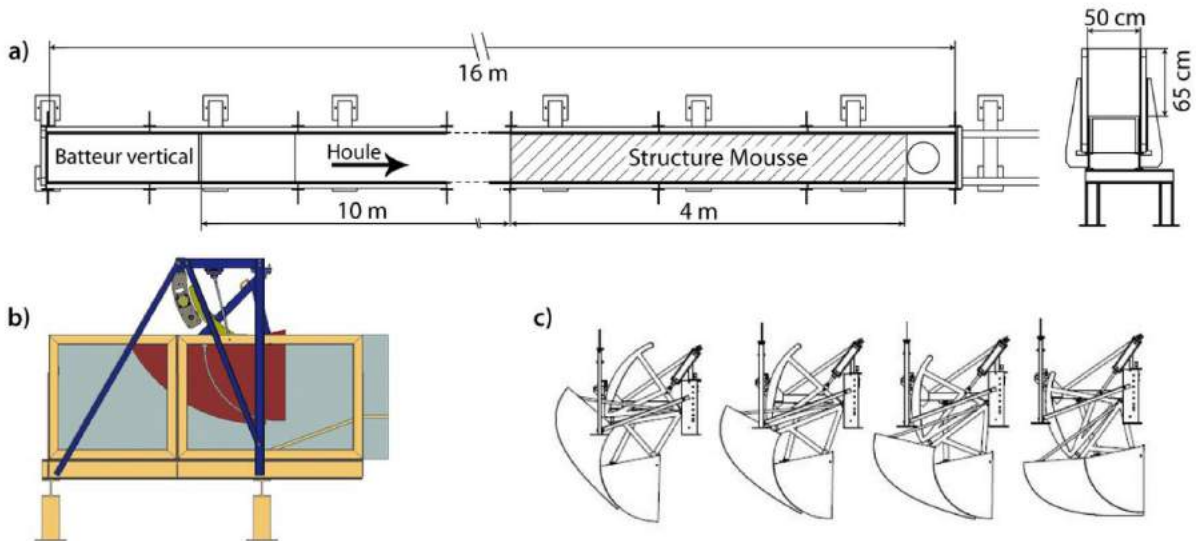 a)
16 m
50 cm
65 cm
Batteur vertical
Houle
Structure Mousse
10 m
4 m
b)
c)